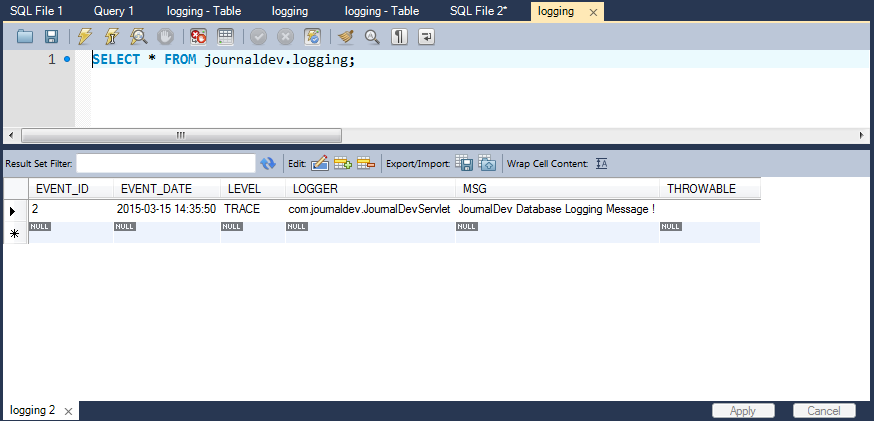 SQL File 1 Query 1 logging - Table logging logging - Table SQL File 2* logging
1 SELECT * FROM journaldev.logging;
Result Set Filter: Edit: Export/Import: Wrap Cell Content:
EVENT_ID EVENT_DATE LEVEL LOGGER MSG THROWABLE
2 2015-03-15 14:35:50 TRACE com.journaldev.JournalDevServlet JournalDev Database Logging Message !
NULL NULL NULL NULL NULL NULL
logging 2 Apply Cancel